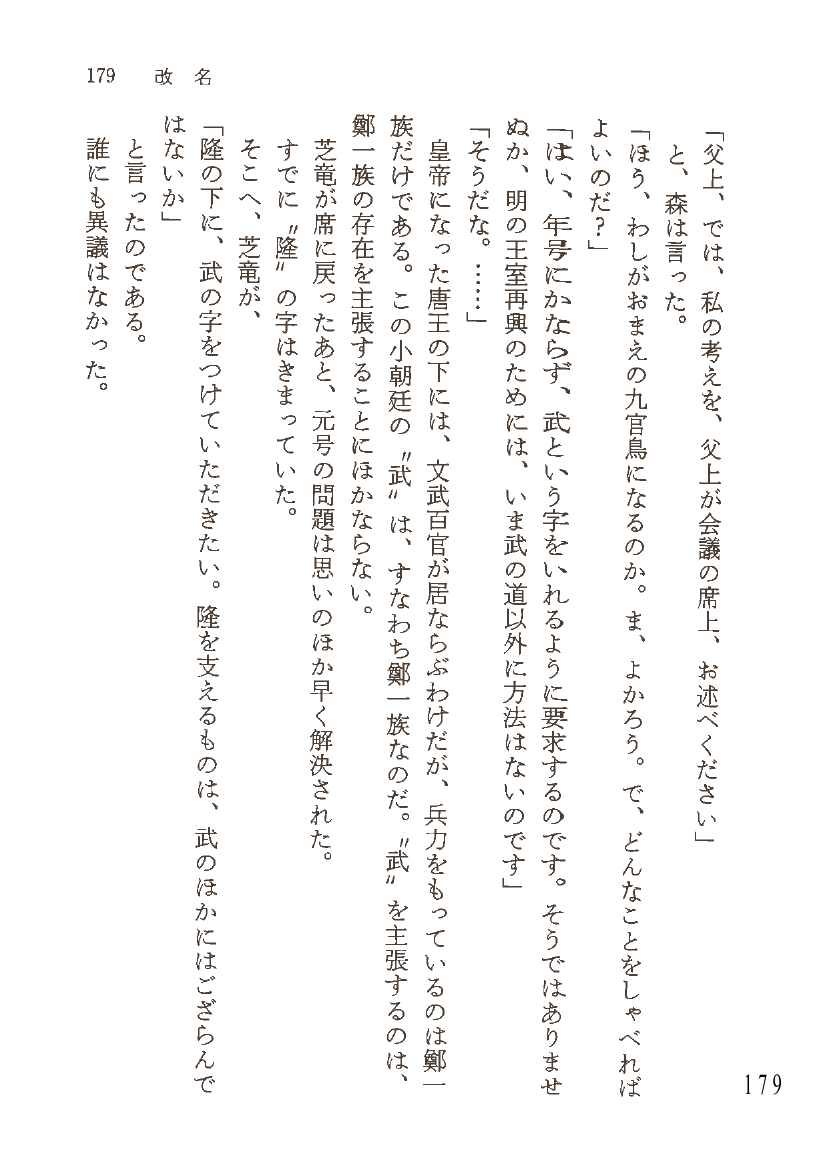 179 改名
「父上、では、私の考えを、父上が会議の席上、お述べください」
と、森は言った。
「ほう、わしがおまえの九官鳥になるのか。ま、よかろう。で、どんなことをしゃべれば
よいのだ?」
「はい、年号にかならず、武という字をいれるように要求するのです。そうではありませ
ぬか、明の王室再興のためには、いま武の道以外に方法はないのです」
「そうだな。……」
皇帝になった唐王の下には、文武百官が居ならぶわけだが、兵力をもっているのは鄭一
族だけである。この小朝廷の〝武〟は、すなわち鄭一族なのだ。〝武〟を主張するのは、
鄭一族の存在を主張することにほかならない。
芝竜が席に戻ったあと、元号の問題は思いのほか早く解決された。
すでに〝隆〟の字はきまっていた。
そこへ、芝竜が、
「隆の下に、武の字をつけていただきたい。隆を支えるものは、武のほかにはござらんで
はないか」
と言ったのである。
誰にも異議はなかった。
179